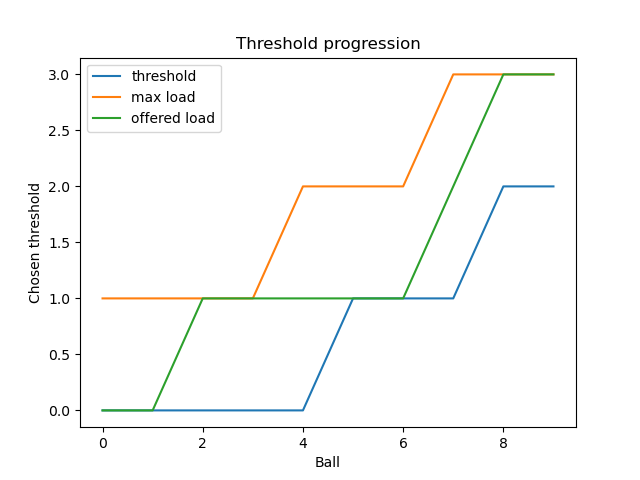 Threshold progression
threshold
max load
offered load
Chosen threshold
3.0
2.5
2.0
1.5
1.0
0.5
0.0
0 2 4 6 8
Ball